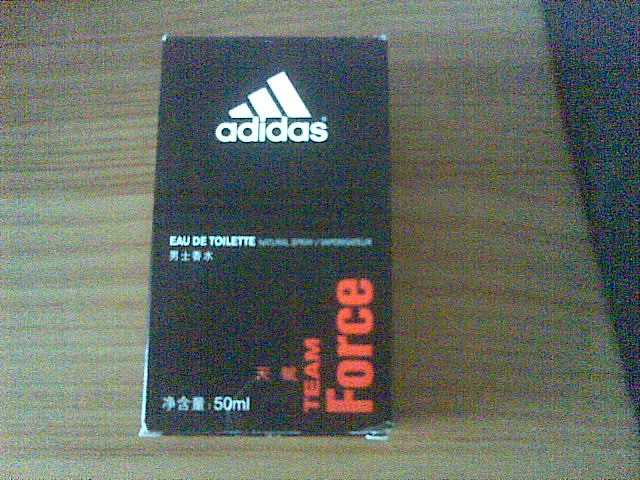 adidas
EAU DE TOILETTE NATURAL SPRAY / VAPORISATEUR
男士香水
TEAM
Force
净含量:50ml